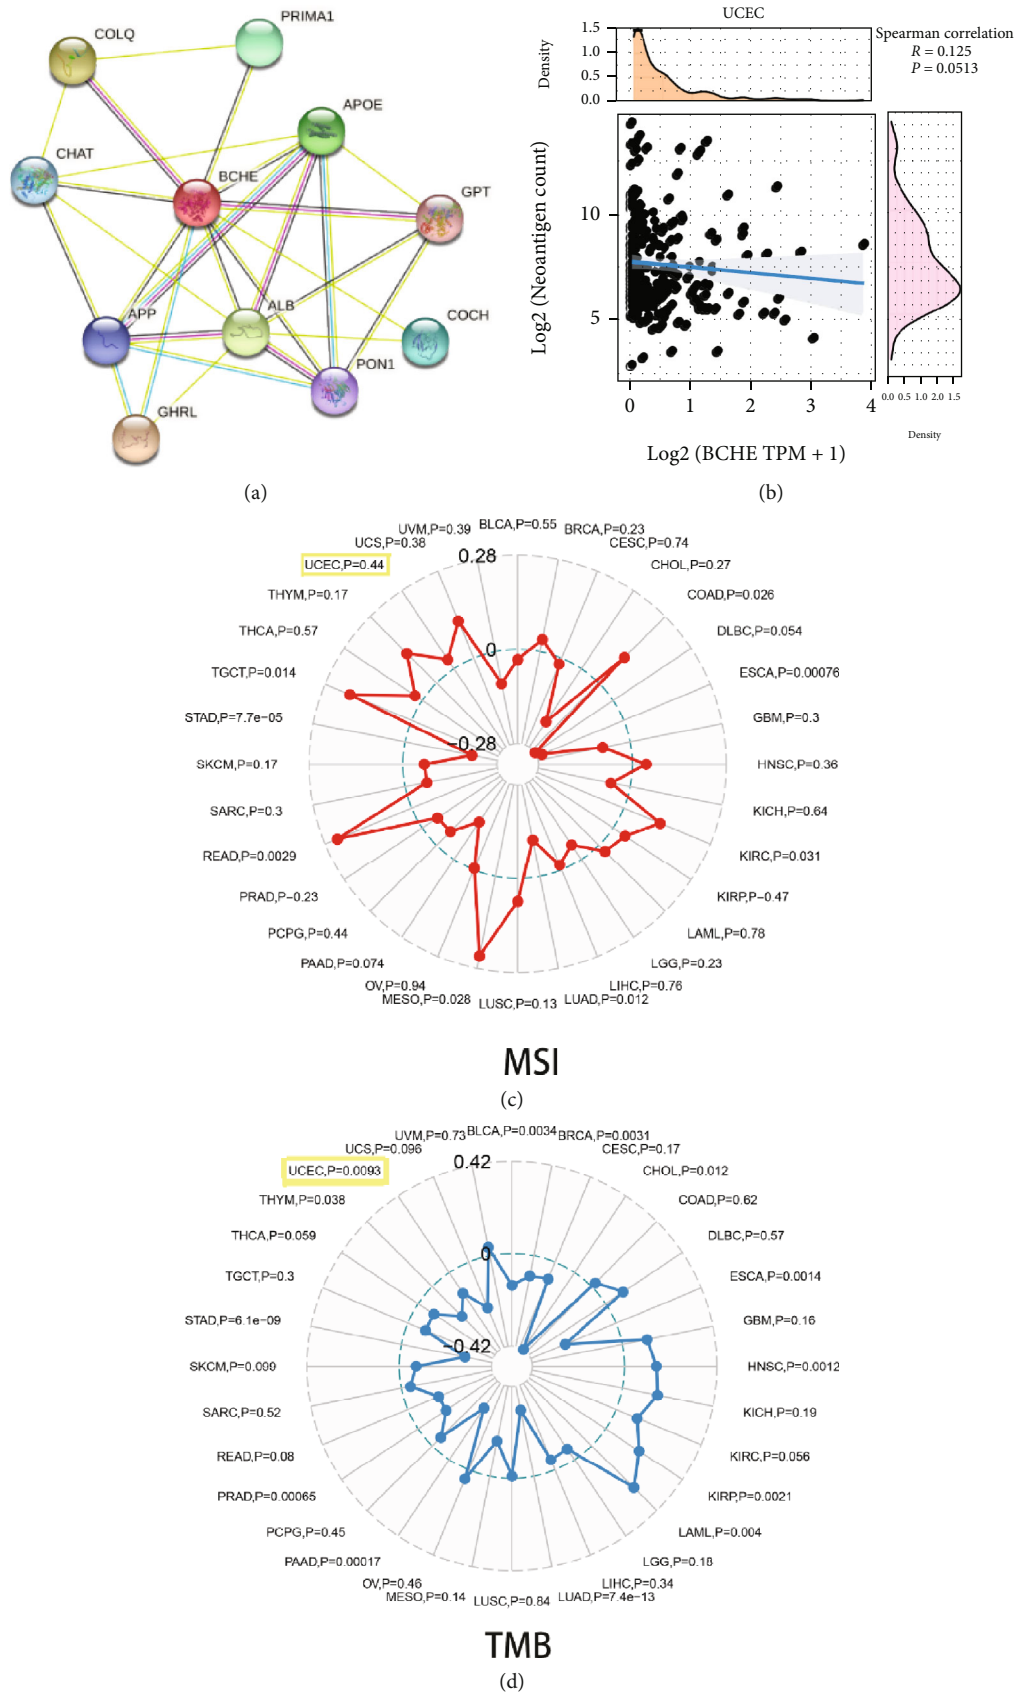 COLQ
PRIMA1
APOE
CHAT
BCHE
GPT
APP
ALB
COCH
PON1
GHRL
(a)
UCEC
Spearman correlation
R = 0.125
P = 0.0513
Density
1.5
1.0
0.5
0.0
Log2 (Neoantigen count)
10
5
0 1 2 3 4
Log2 (BCHE TPM + 1)
0.0 0.5 1.0 2.0 1.5
Density
(b)
BLCA,P=0.55
BRCA,P=0.23
CESC,P=0.74
CHOL,P=0.27
COAD,P=0.026
DLBC,P=0.054
ESCA,P=0.00076
GBM,P=0.3
HNSC,P=0.36
KICH,P=0.64
KIRC,P=0.031
KIRP,P−0.47
LAML,P=0.78
LGG,P=0.23
LIHC,P=0.76
LUAD,P=0.012
LUSC,P=0.13
MESO,P=0.028
OV,P=0.94
PAAD,P=0.074
PCPG,P=0.44
PRAD,P−0.23
READ,P=0.0029
SARC,P=0.3
SKCM,P=0.17
STAD,P=7.7e−05
TGCT,P=0.014
THCA,P=0.57
THYM,P=0.17
UCEC,P=0.44
UCS,P=0.38
UVM,P=0.39
0.28
0
−0.28
MSI
(c)
BLCA,P=0.0034
BRCA,P=0.0031
CESC,P=0.17
CHOL,P=0.012
COAD,P=0.62
DLBC,P=0.57
ESCA,P=0.0014
GBM,P=0.16
HNSC,P=0.0012
KICH,P=0.19
KIRC,P=0.056
KIRP,P=0.0021
LAML,P=0.004
LGG,P=0.18
LIHC,P=0.34
LUAD,P=7.4e−13
LUSC,P=0.84
MESO,P=0.14
OV,P=0.46
PAAD,P=0.00017
PCPG,P=0.45
PRAD,P=0.00065
READ,P=0.08
SARC,P=0.52
SKCM,P=0.099
STAD,P=6.1e−09
TGCT,P=0.3
THCA,P=0.059
THYM,P=0.038
UCEC,P=0.0093
UCS,P=0.096
UVM,P=0.73
0.42
0
−0.42
TMB
(d)